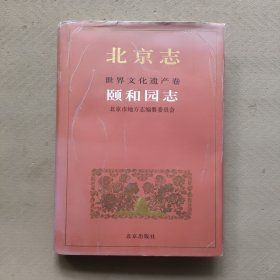 北京志
世界文化遗产卷
颐和园志
北京市地方志编纂委员会
北京出版社